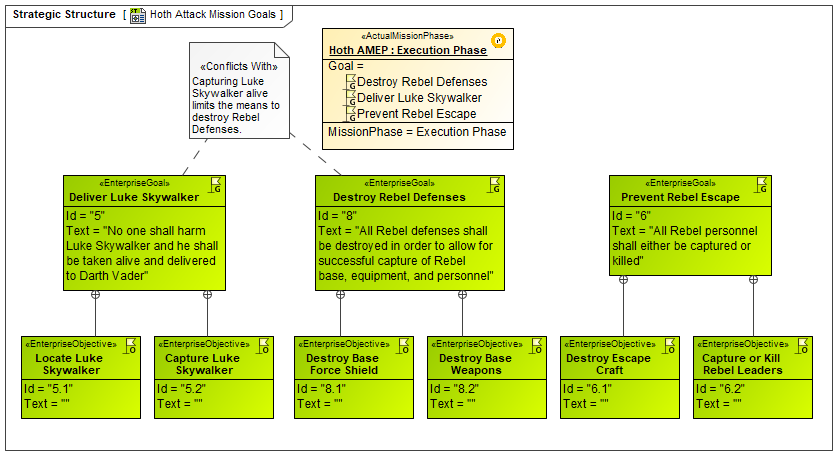 Strategic Structure [ Hoth Attack Mission Goals ]
«ActualMissionPhase»
Hoth AMEP : Execution Phase
Goal =
G Destroy Rebel Defenses
G Deliver Luke Skywalker
G Prevent Rebel Escape
MissionPhase = Execution Phase
«Conflicts With»
Capturing Luke
Skywalker alive
limits the means to
destroy Rebel
Defenses.
«EnterpriseGoal»
G
Deliver Luke Skywalker
Id = "5"
Text = "No one shall harm
Luke Skywalker and he shall
be taken alive and delivered
to Darth Vader"
«EnterpriseGoal»
G
Destroy Rebel Defenses
Id = "8"
Text = "All Rebel defenses shall
be destroyed in order to allow for
successful capture of Rebel
base, equipment, and personnel"
«EnterpriseGoal»
G
Prevent Rebel Escape
Id = "6"
Text = "All Rebel personnel
shall either be captured or
killed"
«EnterpriseObjective»
O
Locate Luke
Skywalker
Id = "5.1"
Text = ""
«EnterpriseObjective»
O
Capture Luke
Skywalker
Id = "5.2"
Text = ""
«EnterpriseObjective»
O
Destroy Base
Force Shield
Id = "8.1"
Text = ""
«EnterpriseObjective»
O
Destroy Base
Weapons
Id = "8.2"
Text = ""
«EnterpriseObjective»
O
Destroy Escape
Craft
Id = "6.1"
Text = ""
«EnterpriseObjective»
O
Capture or Kill
Rebel Leaders
Id = "6.2"
Text = ""